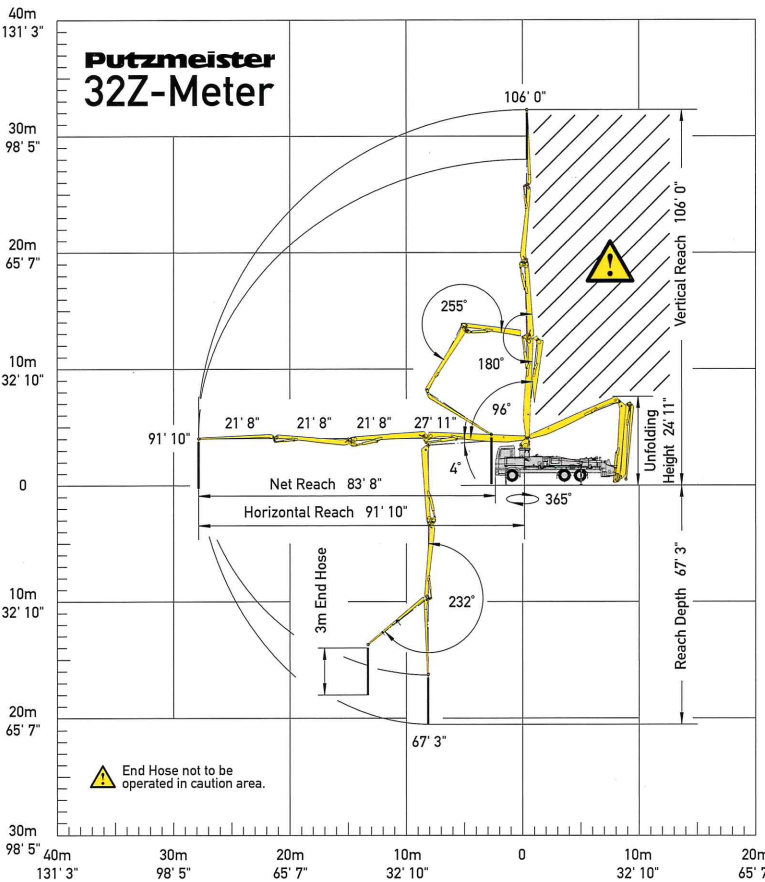 40m
131' 3"
Putzmeister
32Z-Meter
106' 0"
30m
98' 5"
Vertical Reach 106' 0"
20m
65' 7"
255°
180°
10m
32' 10"
96°
21' 8" 21' 8" 21' 8" 27' 11"
91' 10"
Unfolding
Height 24' 11"
4°
0
Net Reach 83' 8"
365°
Horizontal Reach 91' 10"
3m End Hose
Reach Depth 67' 3"
10m
32' 10"
232°
20m
65' 7"
67' 3"
End Hose not to be
operated in caution area.
30m
98' 5"
40m 30m 20m 10m 0 10m 20m
131' 3" 98' 5" 65' 7" 32' 10" 32' 10" 65' 7